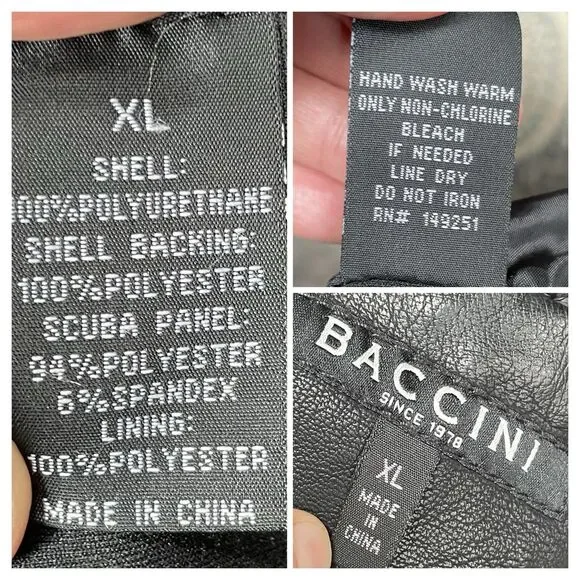 XL
SHELL:
100%POLYURETHANE
SHELL BACKING:
100%POLYESTER
SCUBA PANEL:
94%POLYESTER
6%SPANDEX
LINING:
100%POLYESTER
MADE IN CHINA
HAND WASH WARM
ONLY NON-CHLORINE
BLEACH
IF NEEDED
LINE DRY
DO NOT IRON
RN# 149251
BACCINI
SINCE 1978
XL
MADE
IN
CHINA